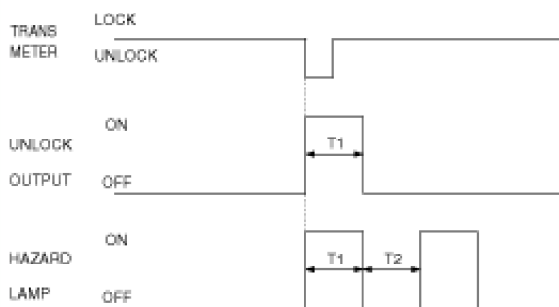 TRANS
METER
LOCK
UNLOCK
UNLOCK
OUTPUT
ON
OFF
T1
HAZARD
LAMP
ON
OFF
T1
T2